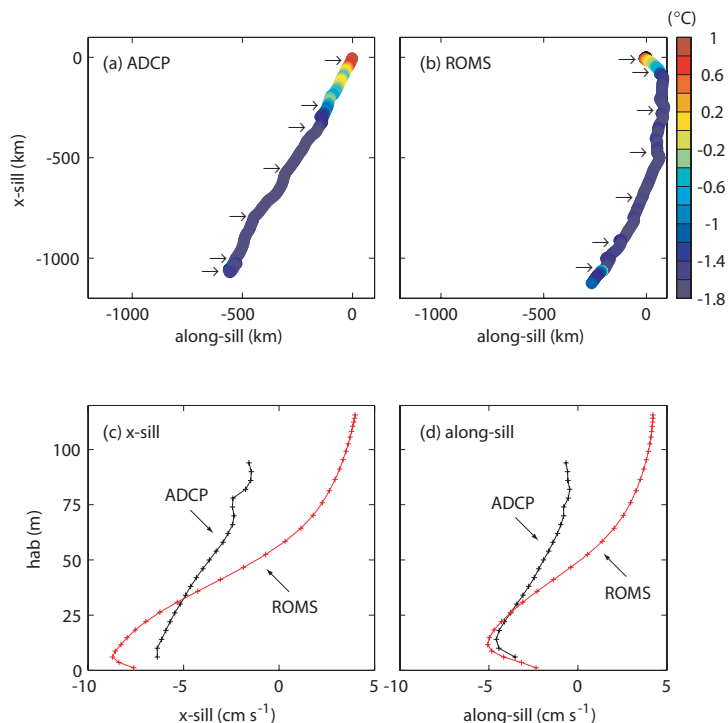 (°C)
(a) ADCP
(b) ROMS
0
-500
-1000
x-sill (km)
1
0.6
0.2
-0.2
-0.6
-1
-1.4
-1.8
-1000 -500 0
-1000 -500 0
along-sill (km)
along-sill (km)
(c) x-sill
(d) along-sill
100
75
50
25
0
hab (m)
ADCP
ROMS
ADCP
ROMS
-10 -5 0 5
-10 -5 0 5
x-sill (cm s⁻¹)
along-sill (cm s⁻¹)